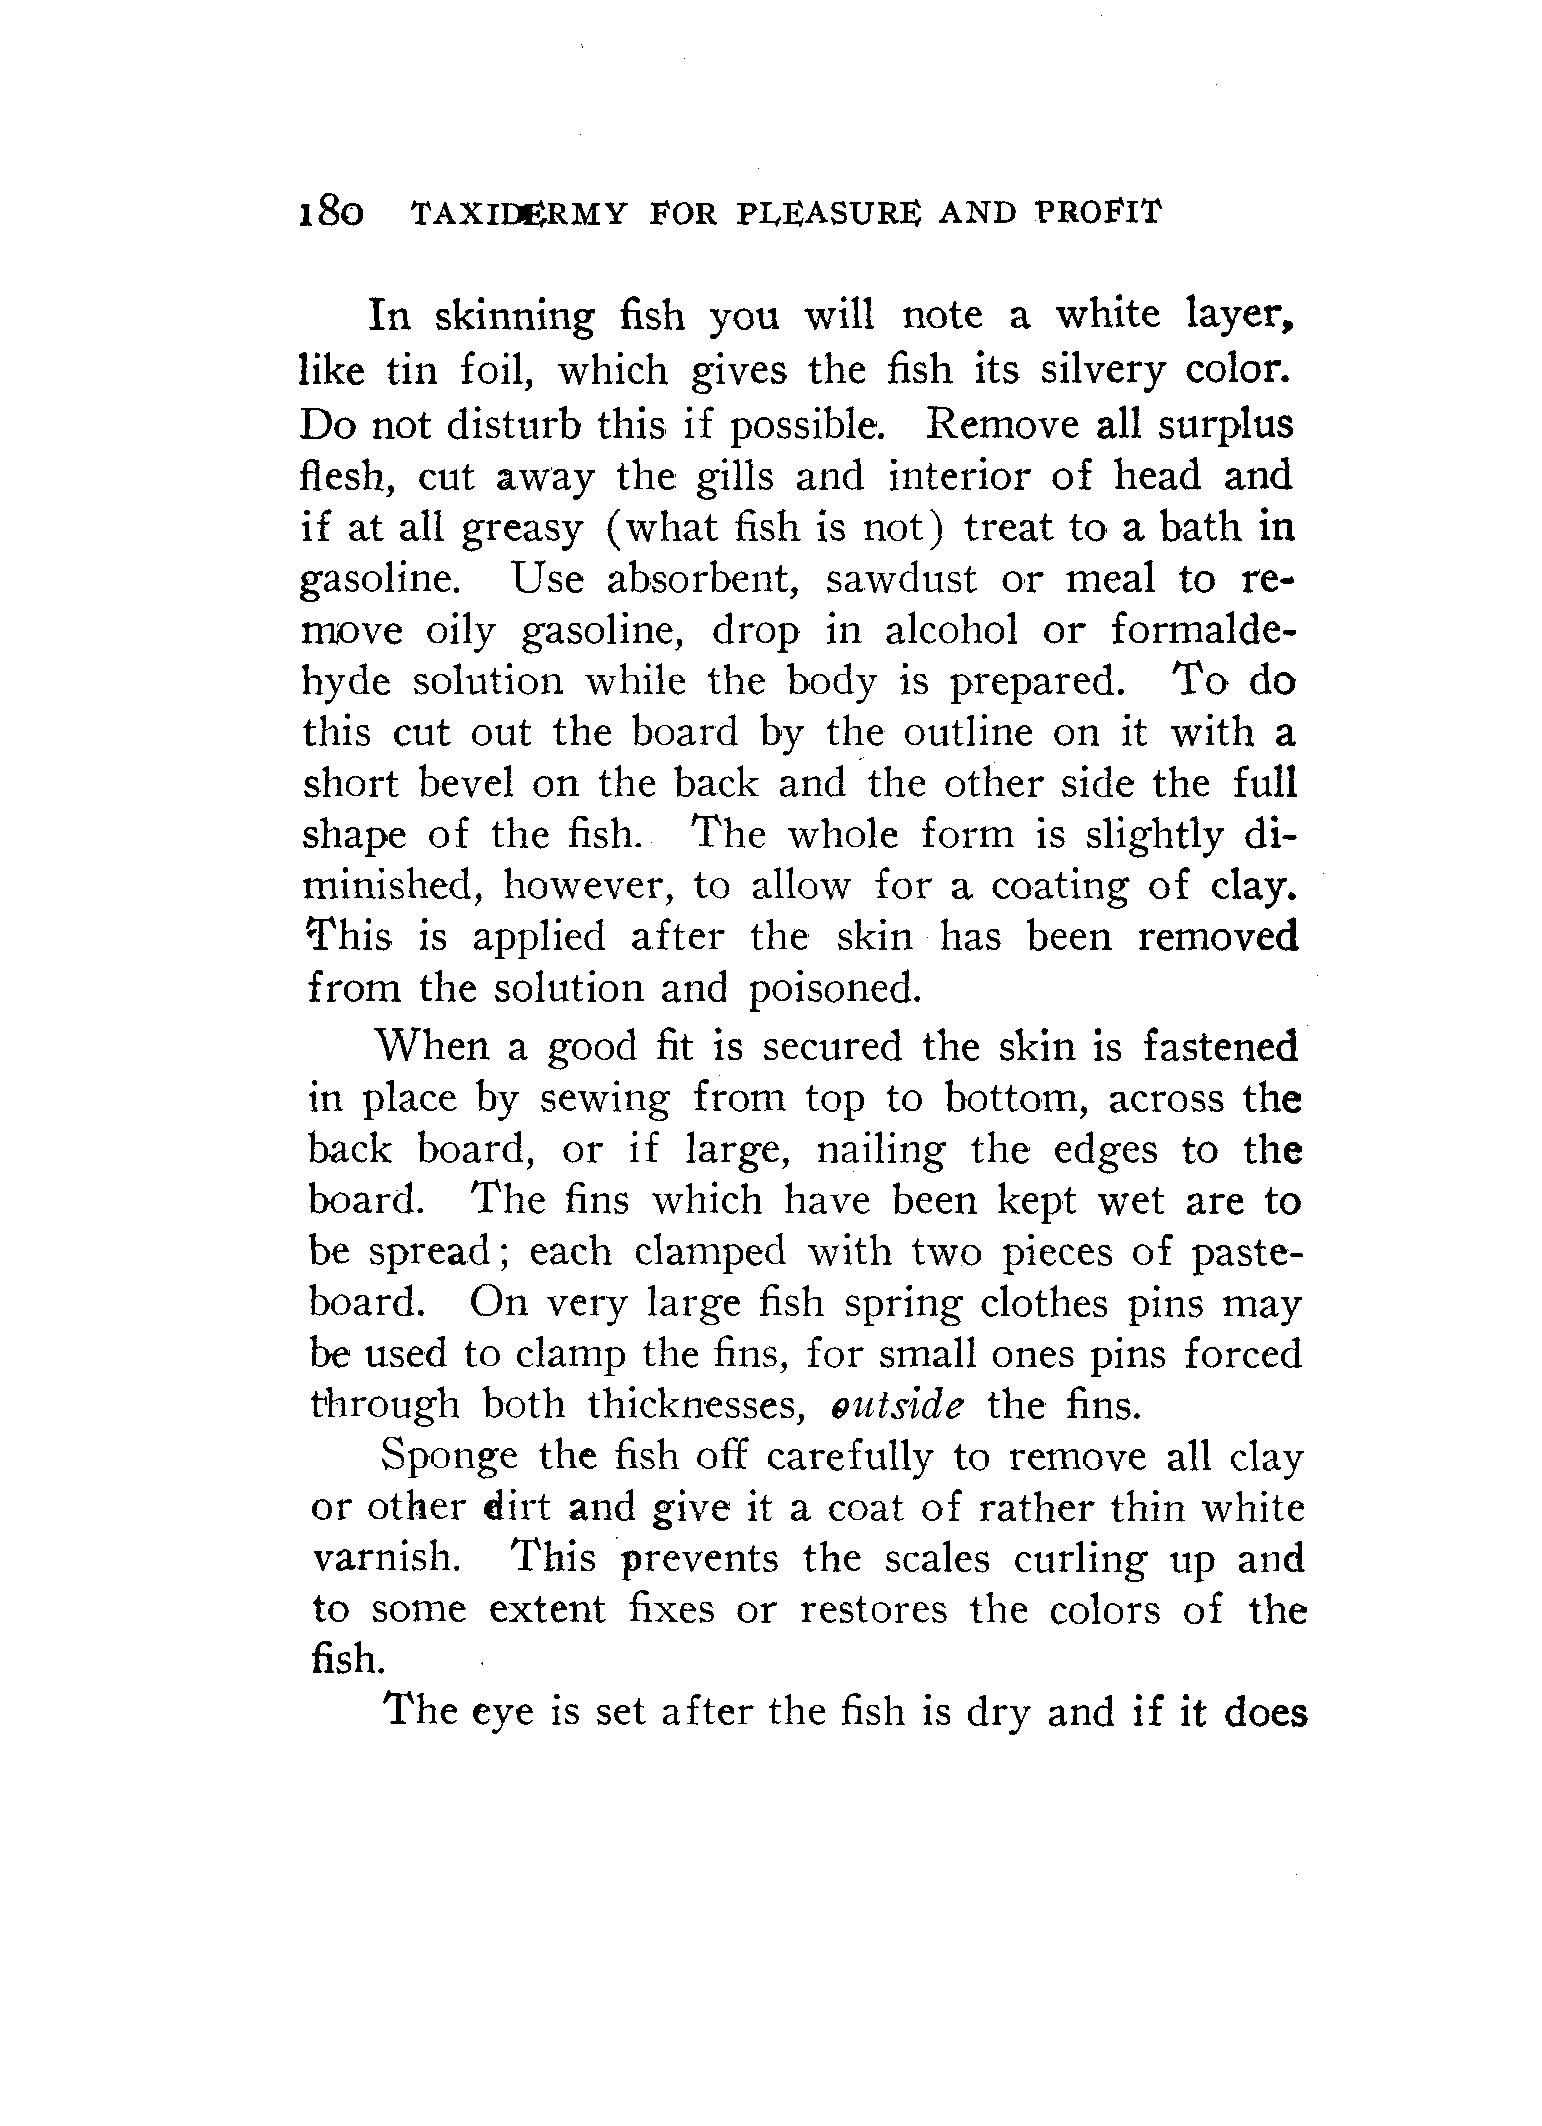 180 TAXIDERMY FOR PLEASURE AND PROFIT
In skinning fish you will note a white layer,
like tin foil, which gives the fish its silvery color.
Do not disturb this if possible. Remove all surplus
flesh, cut away the gills and interior of head and
if at all greasy (what fish is not) treat to a bath in
gasoline. Use absorbent, sawdust or meal to re-
move oily gasoline, drop in alcohol or formalde-
hyde solution while the body is prepared. To do
this cut out the board by the outline on it with a
short bevel on the back and the other side the full
shape of the fish. The whole form is slightly di-
minished, however, to allow for a coating of clay.
This is applied after the skin has been removed
from the solution and poisoned.
When a good fit is secured the skin is fastened
in place by sewing from top to bottom, across the
back board, or if large, nailing the edges to the
board. The fins which have been kept wet are to
be spread; each clamped with two pieces of paste-
board. On very large fish spring clothes pins may
be used to clamp the fins, for small ones pins forced
through both thicknesses, outside the fins.
Sponge the fish off carefully to remove all clay
or other dirt and give it a coat of rather thin white
varnish. This prevents the scales curling up and
to some extent fixes or restores the colors of the
fish.
The eye is set after the fish is dry and if it does